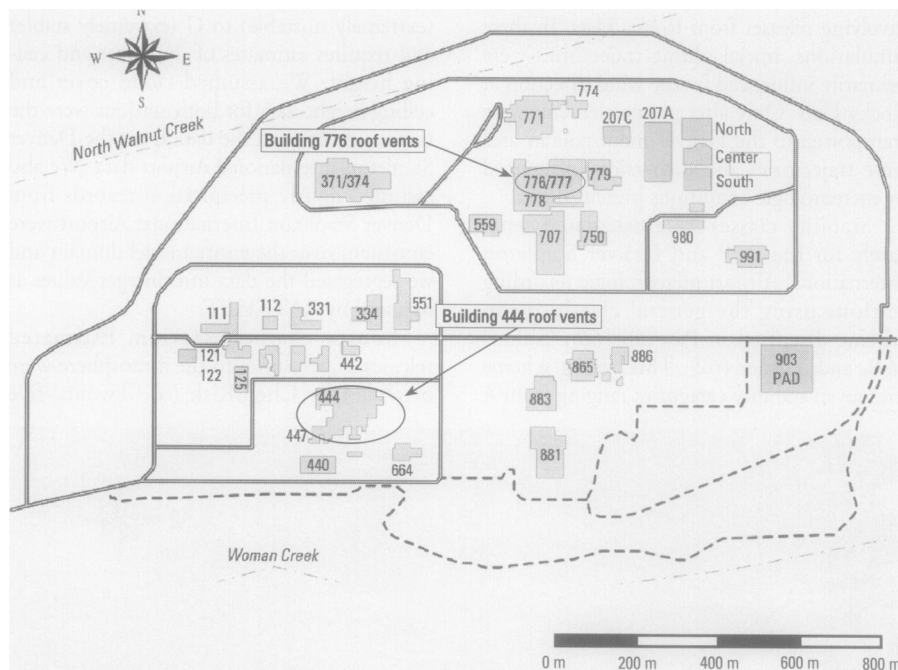 N
W E
S
North Walnut Creek
Building 776 roof vents
371/374
771
774
207C
207A
North
Center
South
776/777
779
778
559
707
750
980
991
111
112
331
334
551
Building 444 roof vents
121
122
125
442
444
447
440
664
865
886
883
881
903
PAD
Woman Creek
0 m 200 m 400 m 600 m 800 m